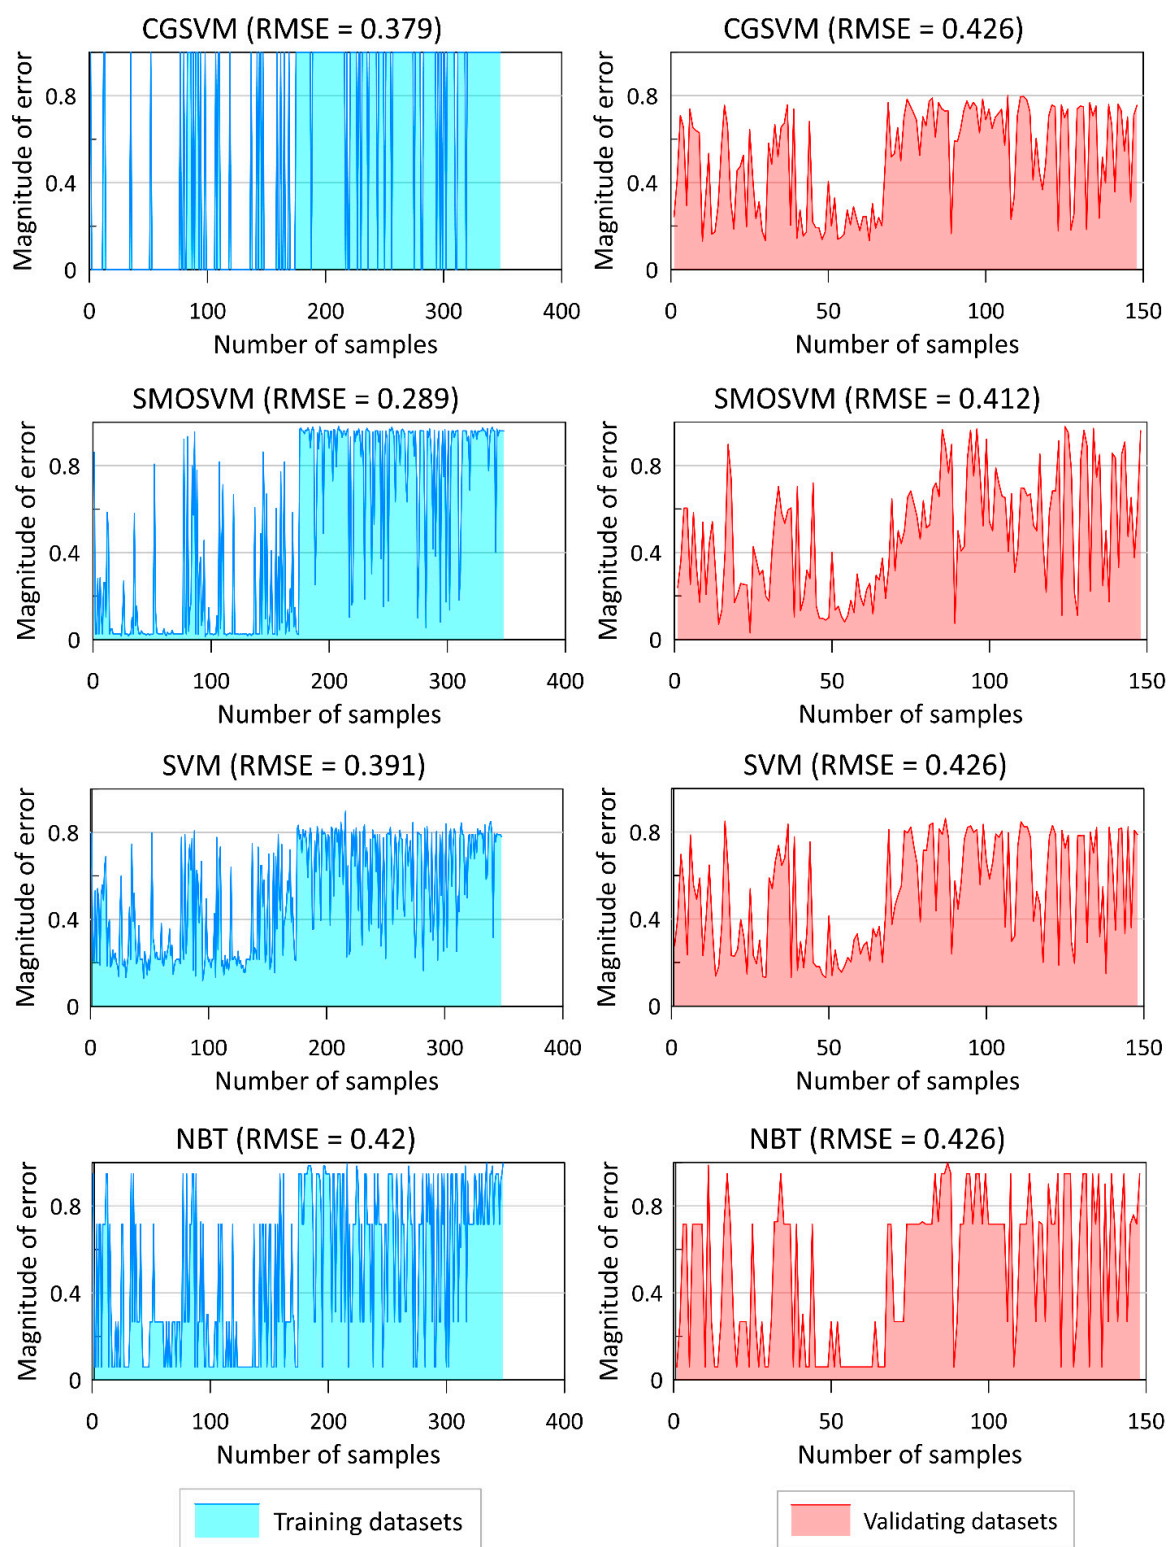 CGSVM (RMSE = 0.379)
Magnitude of error
0.8
0.4
0
0 100 200 300 400
Number of samples
CGSVM (RMSE = 0.426)
Magnitude of error
0.8
0.4
0
0 50 100 150
Number of samples
SMOSVM (RMSE = 0.289)
Magnitude of error
0.8
0.4
0
0 100 200 300 400
Number of samples
SMOSVM (RMSE = 0.412)
Magnitude of error
0.8
0.4
0
0 50 100 150
Number of samples
SVM (RMSE = 0.391)
Magnitude of error
0.8
0.4
0
0 100 200 300 400
Number of samples
SVM (RMSE = 0.426)
Magnitude of error
0.8
0.4
0
0 50 100 150
Number of samples
NBT (RMSE = 0.42)
Magnitude of error
0.8
0.4
0
0 100 200 300 400
Number of samples
NBT (RMSE = 0.426)
Magnitude of error
0.8
0.4
0
0 50 100 150
Number of samples
Training datasets
Validating datasets